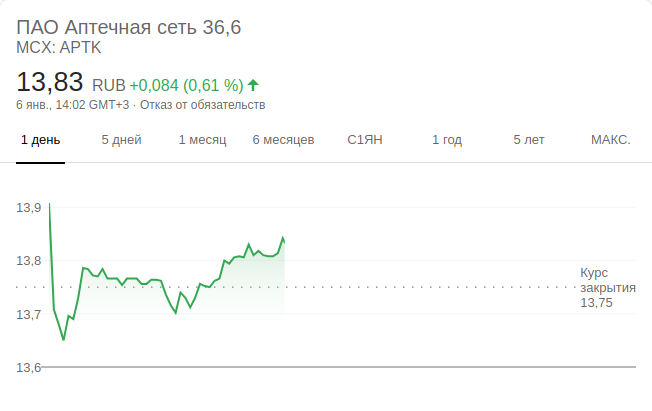 ПАО Аптечная сеть 36,6
MCX: APTK
13,83 RUB +0,084 (0,61 %)
6 янв., 14:02 GMT+3 · Отказ от обязательств
1 день 5 дней 1 месяц 6 месяцев С1ЯН 1 год 5 лет МАКС.
13,9
13,8
Курс
закрытия
13,75
13,7
13,6